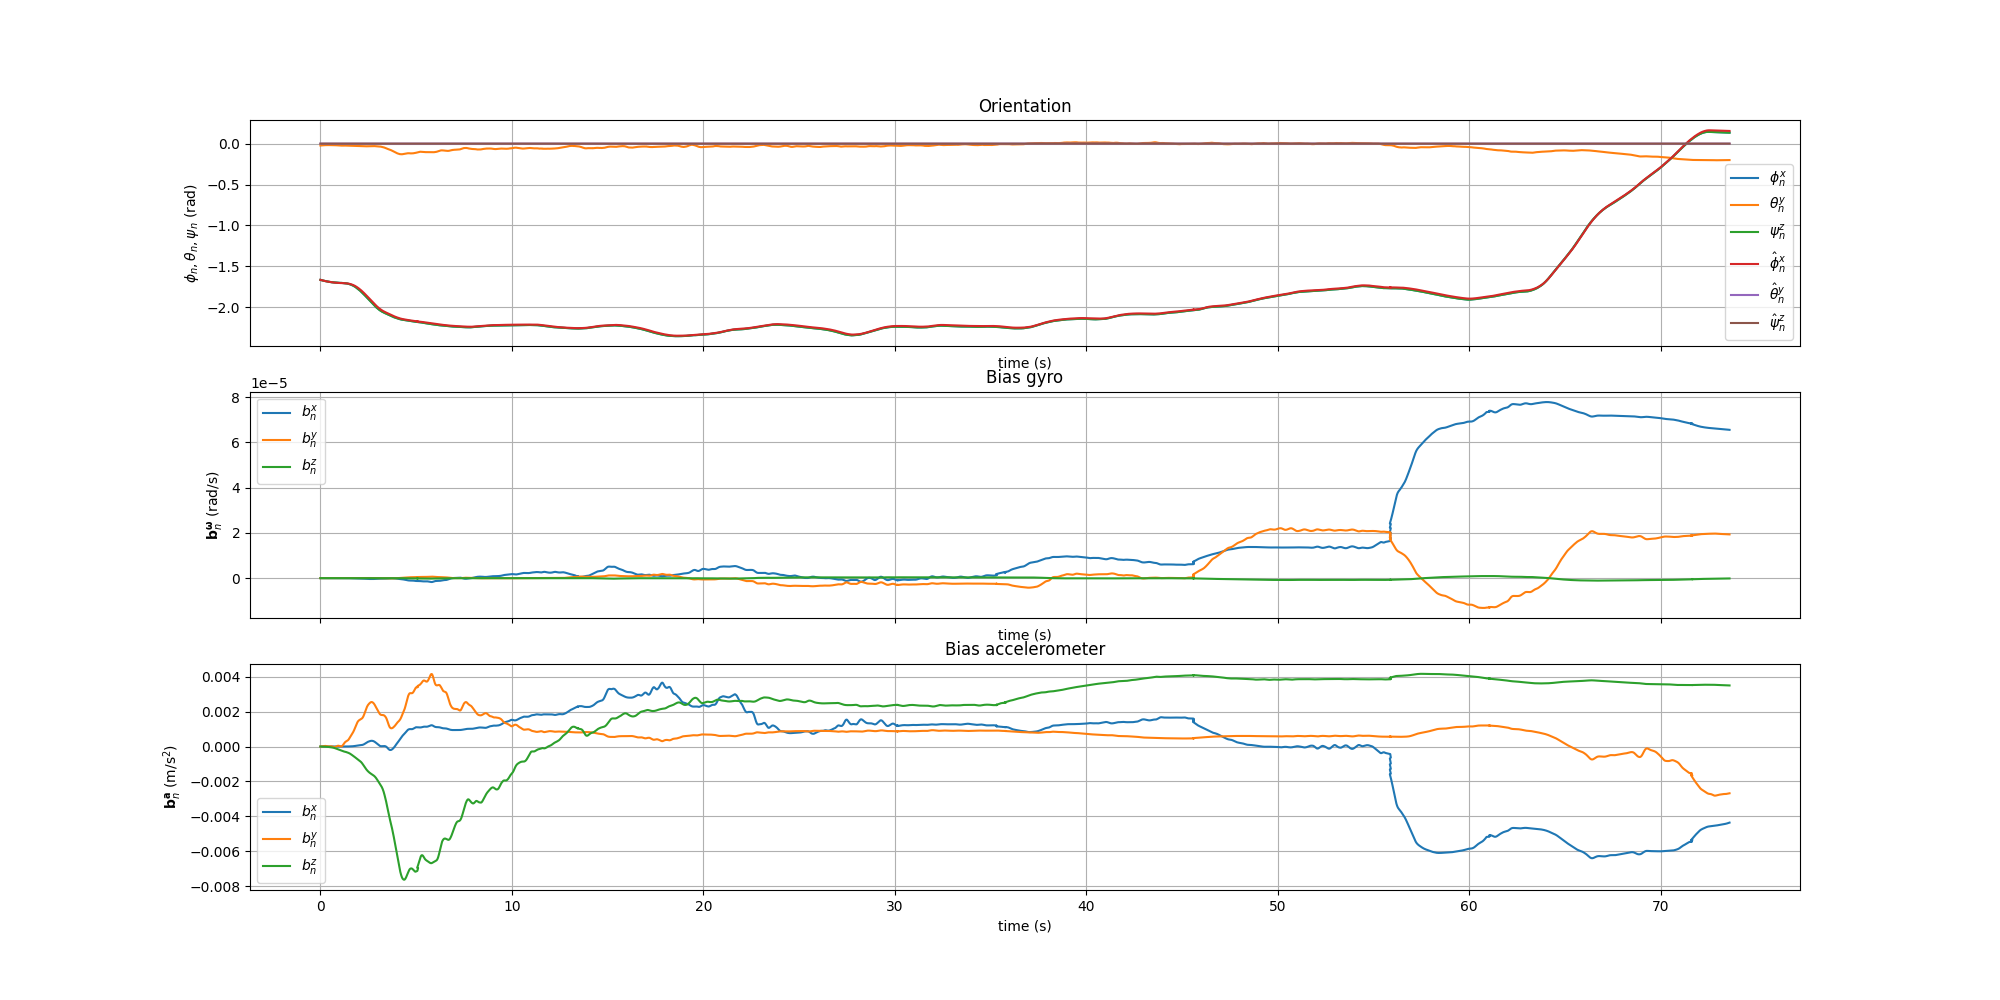 Orientation
ϕₙ, θₙ, ψₙ (rad)
0.0
−0.5
−1.0
−1.5
−2.0
ϕₙˣ
θₙʸ
ψₙᶻ
ϕ̂ₙˣ
θ̂ₙʸ
ψ̂ₙᶻ
time (s)
Bias gyro
1e−5
bₙ^ω (rad/s)
8
6
4
2
0
bₙˣ
bₙʸ
bₙᶻ
time (s)
Bias accelerometer
bₙ^a (m/s²)
0.004
0.002
0.000
−0.002
−0.004
−0.006
−0.008
bₙˣ
bₙʸ
bₙᶻ
0 10 20 30 40 50 60 70
time (s)